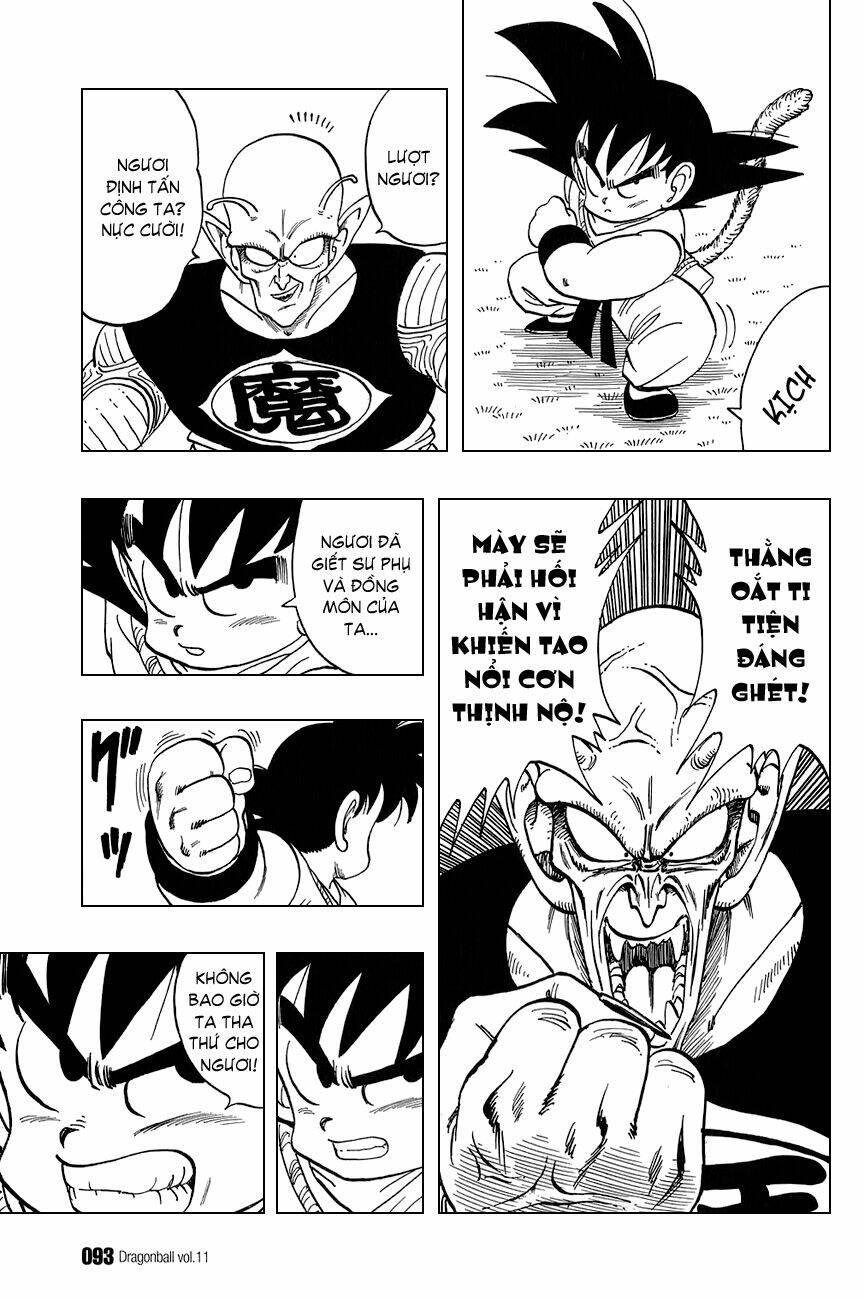 KỊCH
LƯỢT
NGƯƠI?
NGƯƠI
ĐỊNH TẤN
CÔNG TA?
NỰC CƯỜI!
魔
THẰNG
OẮT TI
TIỆN
ĐÁNG
GHÉT!
MÀY SẼ
PHẢI HỐI
HẬN VÌ
KHIẾN TAO
NỔI CƠN
THỊNH NỘ!
NGƯƠI ĐÃ
GIẾT SƯ PHỤ
VÀ ĐỒNG
MÔN CỦA
TA...
グッ
KHÔNG
BAO GIỜ
TA THA
THỨ CHO
NGƯƠI!
093 Dragonball vol.11